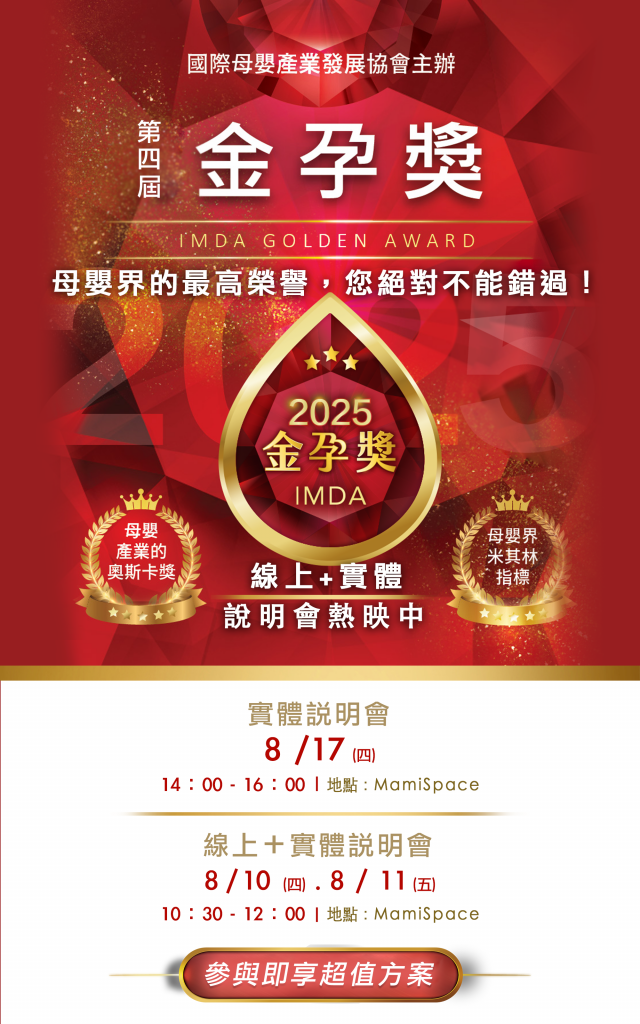 國際母嬰產業發展協會主辦
第四屆
金孕獎
IMDA GOLDEN AWARD
母嬰界的最高榮譽，您絕對不能錯過！
2025
2025
金孕獎
IMDA
母嬰
產業的
奧斯卡獎
母嬰界
米其林
指標
線上+實體
說明會熱映中
實體說明會
8 /17 (四)
14：00 - 16：00 | 地點：MamiSpace
線上＋實體說明會
8 / 10 (四) . 8 / 11 (五)
10：30 - 12：00 | 地點：MamiSpace
參與即享超值方案